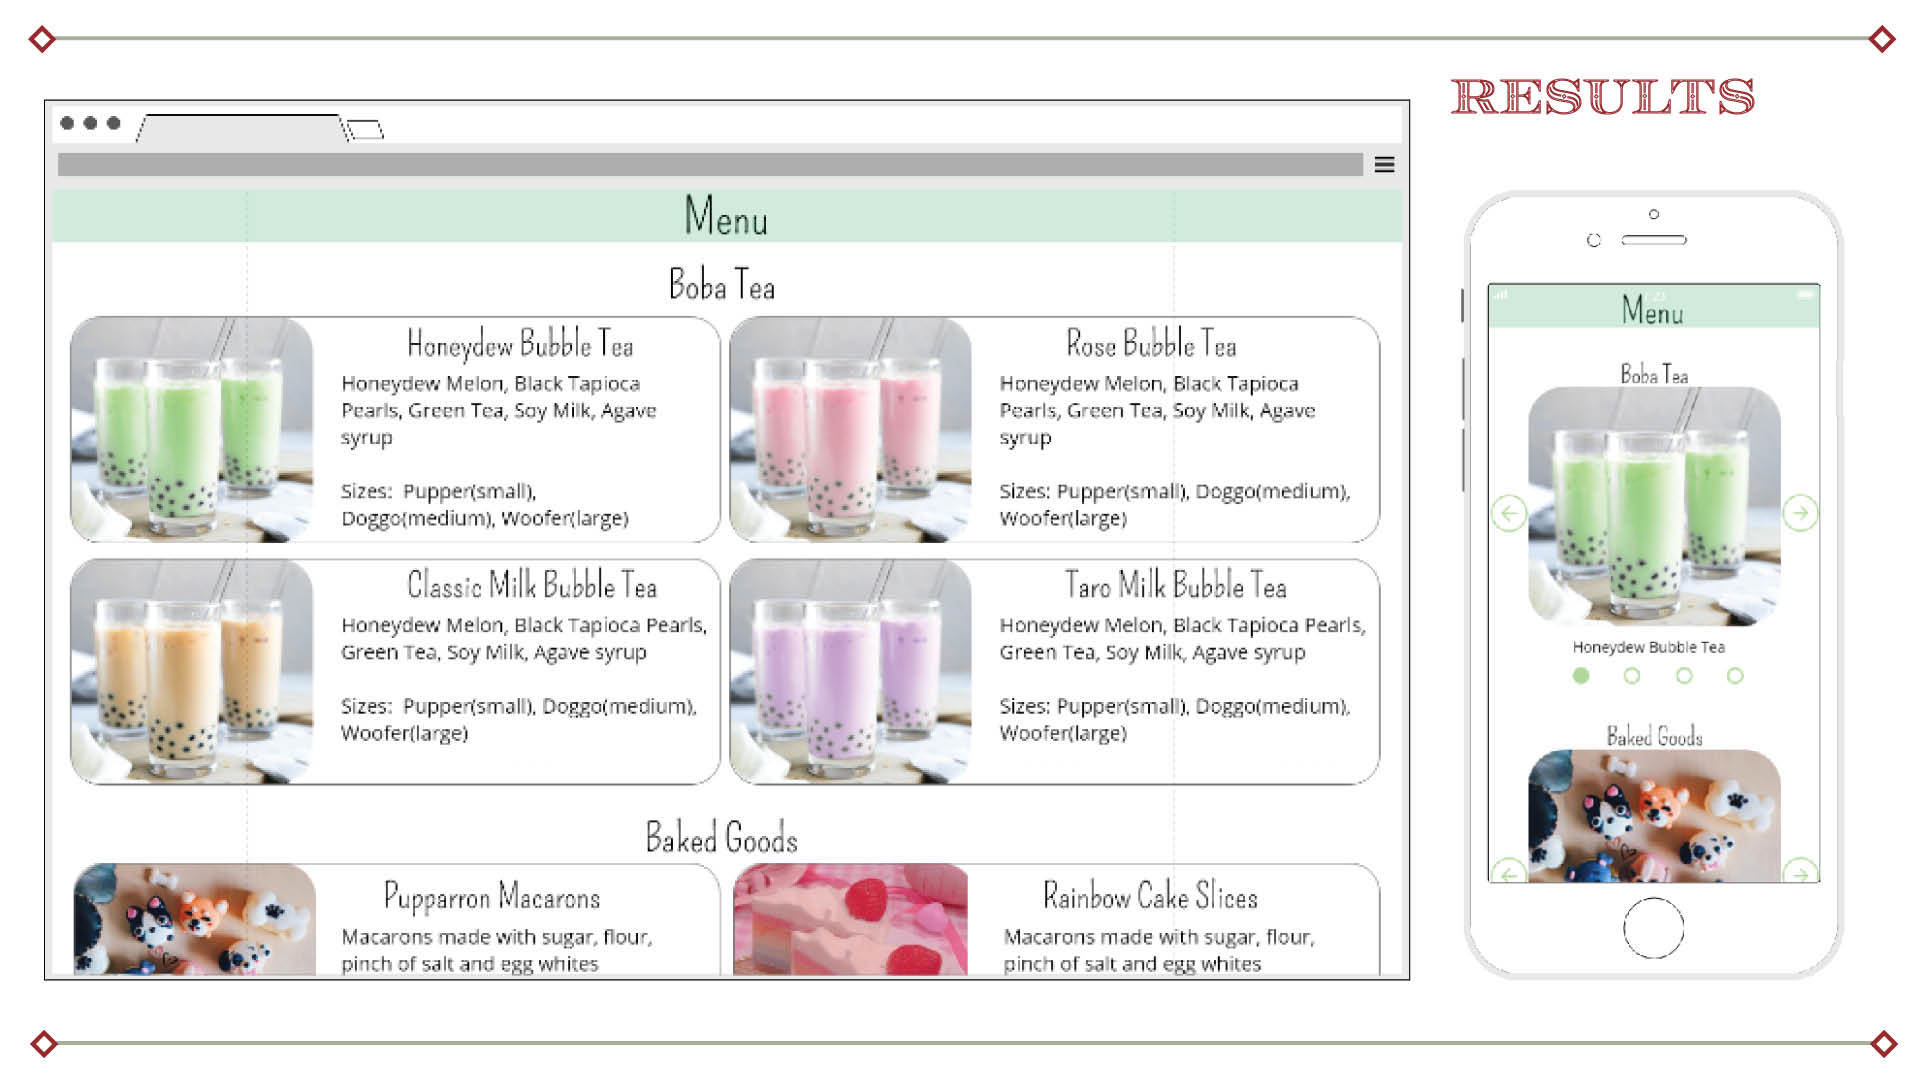 RESULTS
Menu
Boba Tea
Honeydew Bubble Tea
Honeydew Melon, Black Tapioca
Pearls, Green Tea, Soy Milk, Agave
syrup
Sizes:  Pupper(small),
Doggo(medium), Woofer(large)
Rose Bubble Tea
Honeydew Melon, Black Tapioca
Pearls, Green Tea, Soy Milk, Agave
syrup
Sizes: Pupper(small), Doggo(medium),
Woofer(large)
Classic Milk Bubble Tea
Honeydew Melon, Black Tapioca Pearls,
Green Tea, Soy Milk, Agave syrup
Sizes:  Pupper(small), Doggo(medium),
Woofer(large)
Taro Milk Bubble Tea
Honeydew Melon, Black Tapioca Pearls,
Green Tea, Soy Milk, Agave syrup
Sizes: Pupper(small), Doggo(medium),
Woofer(large)
Baked Goods
Pupparron Macarons
Macarons made with sugar, flour,
pinch of salt and egg whites
Rainbow Cake Slices
Macarons made with sugar, flour,
pinch of salt and egg whites
Menu
Boba Tea
Honeydew Bubble Tea
Baked Goods